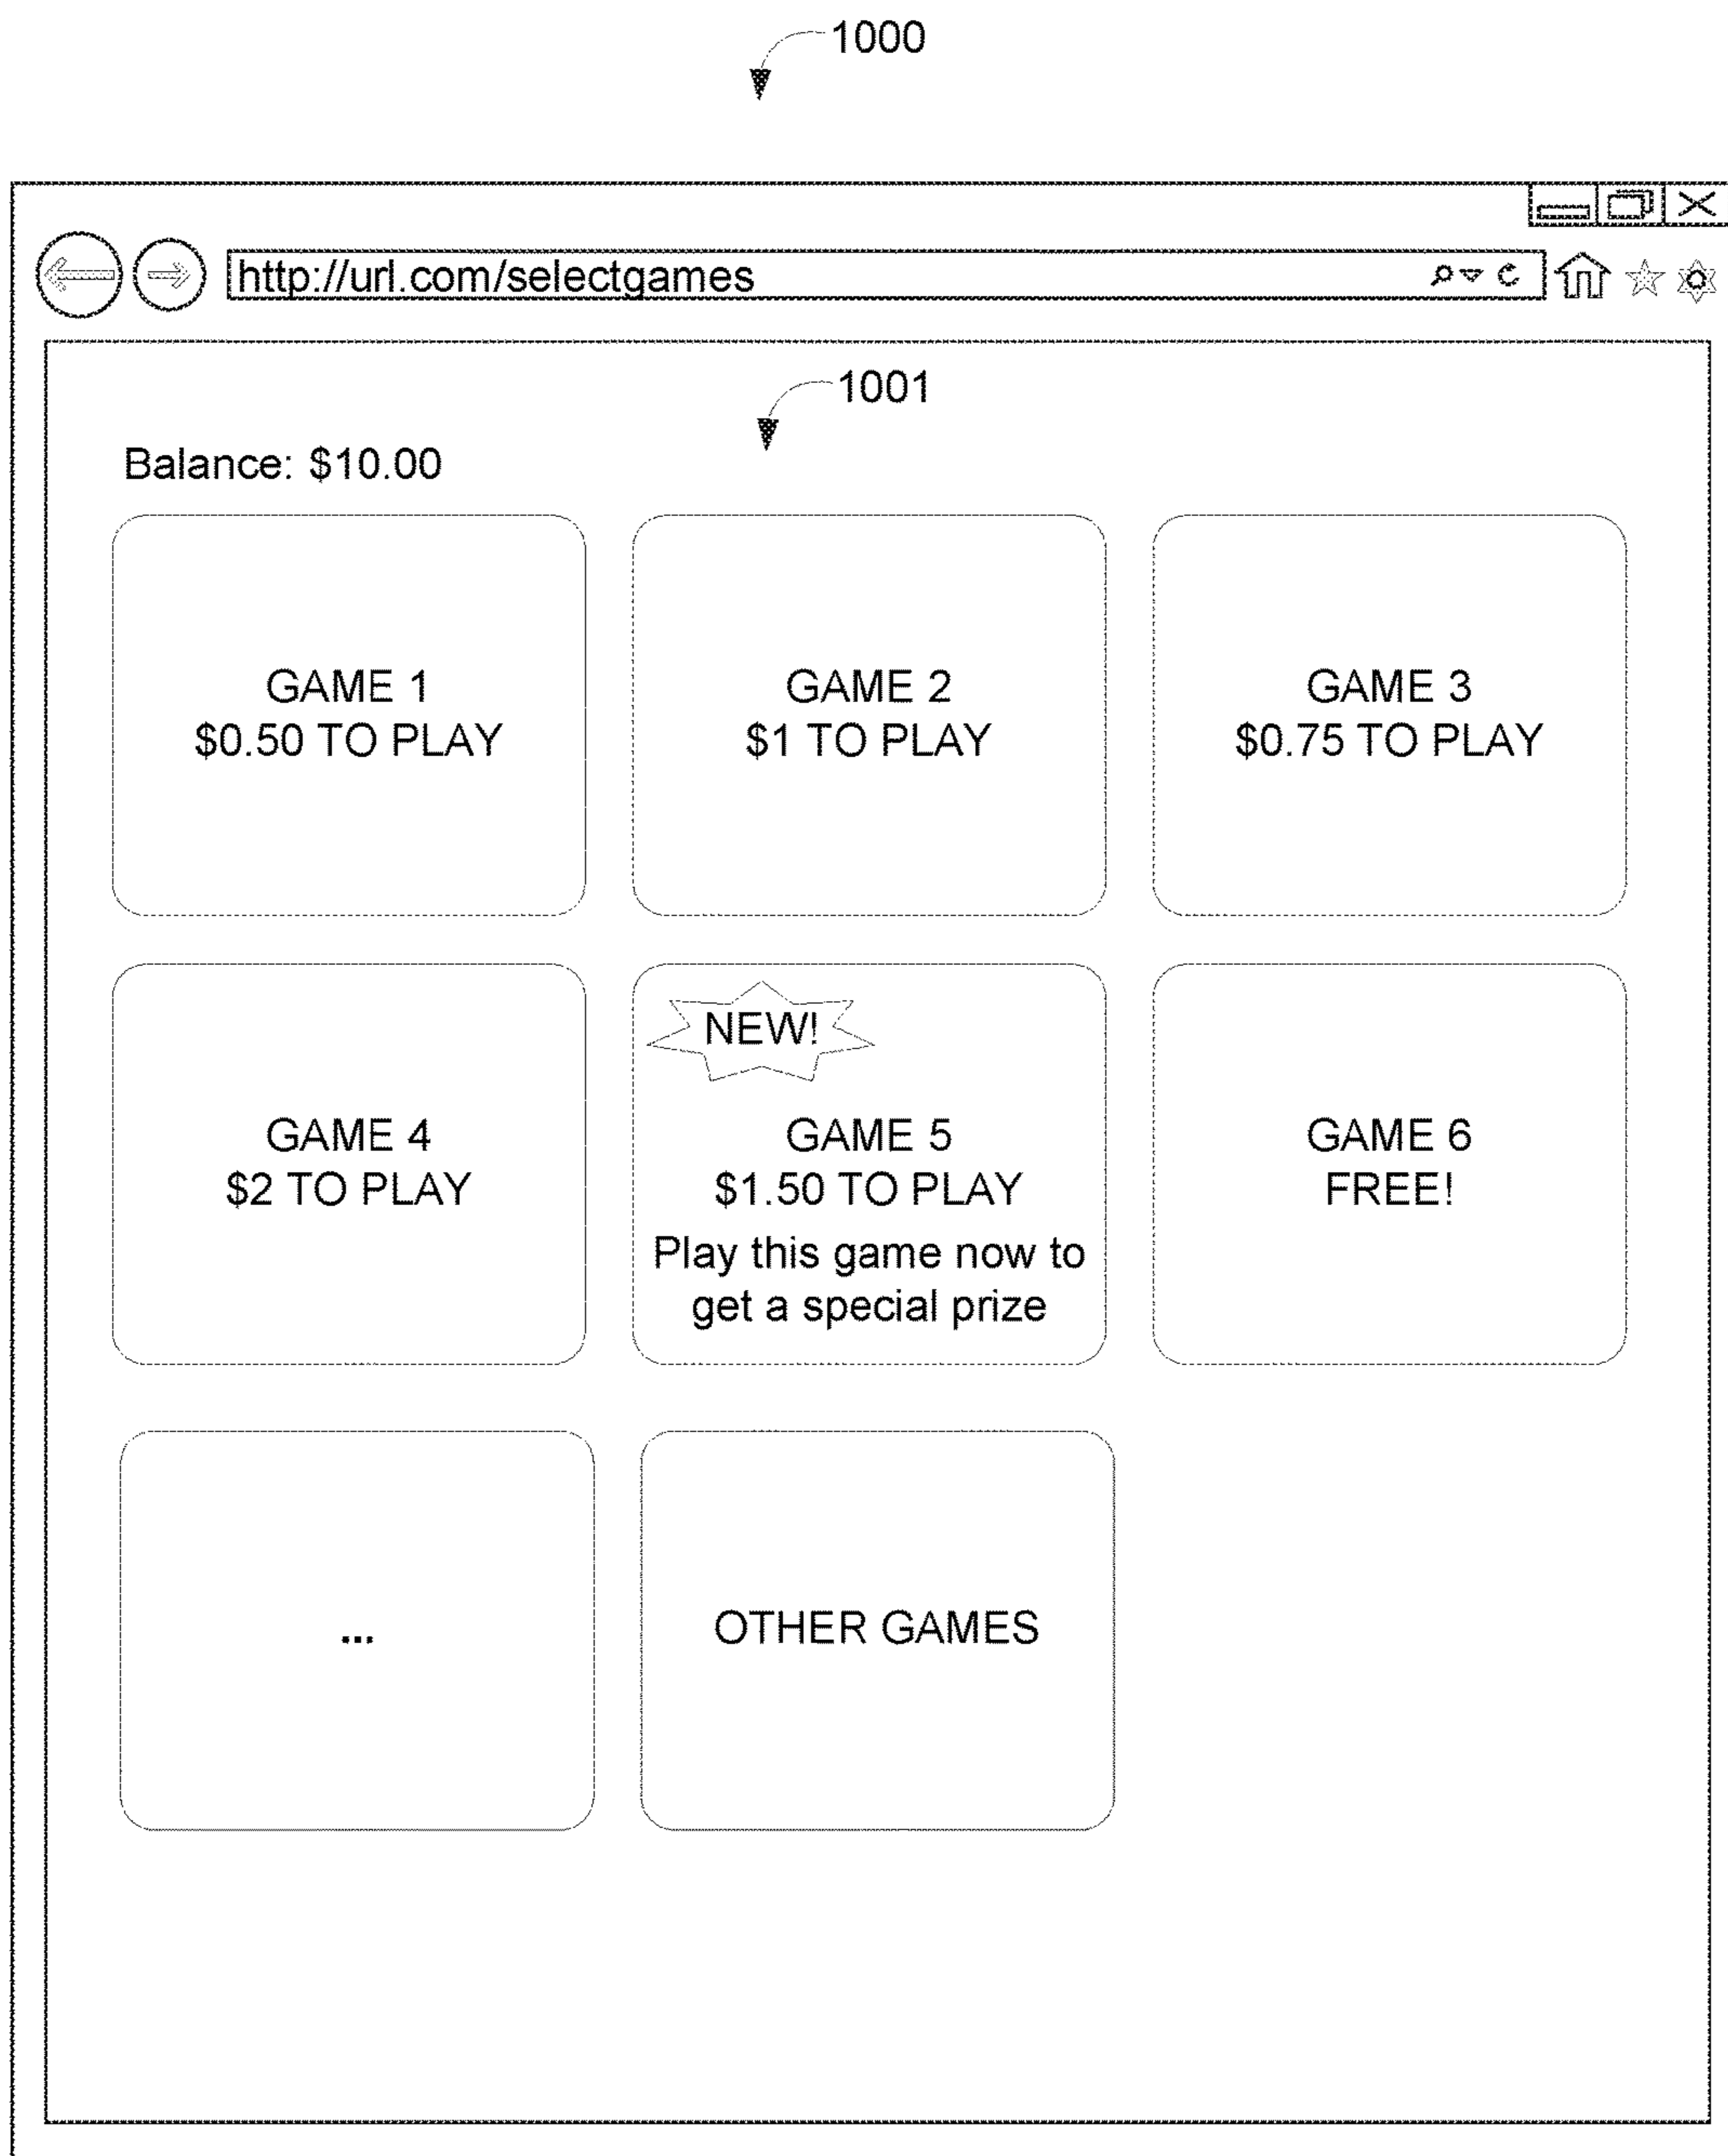 1000
http://url.com/selectgames
1001
Balance: $10.00
GAME 1
$0.50 TO PLAY
GAME 2
$1 TO PLAY
GAME 3
$0.75 TO PLAY
GAME 4
$2 TO PLAY
NEW!
GAME 5
$1.50 TO PLAY
Play this game now to
get a special prize
GAME 6
FREE!
...
OTHER GAMES